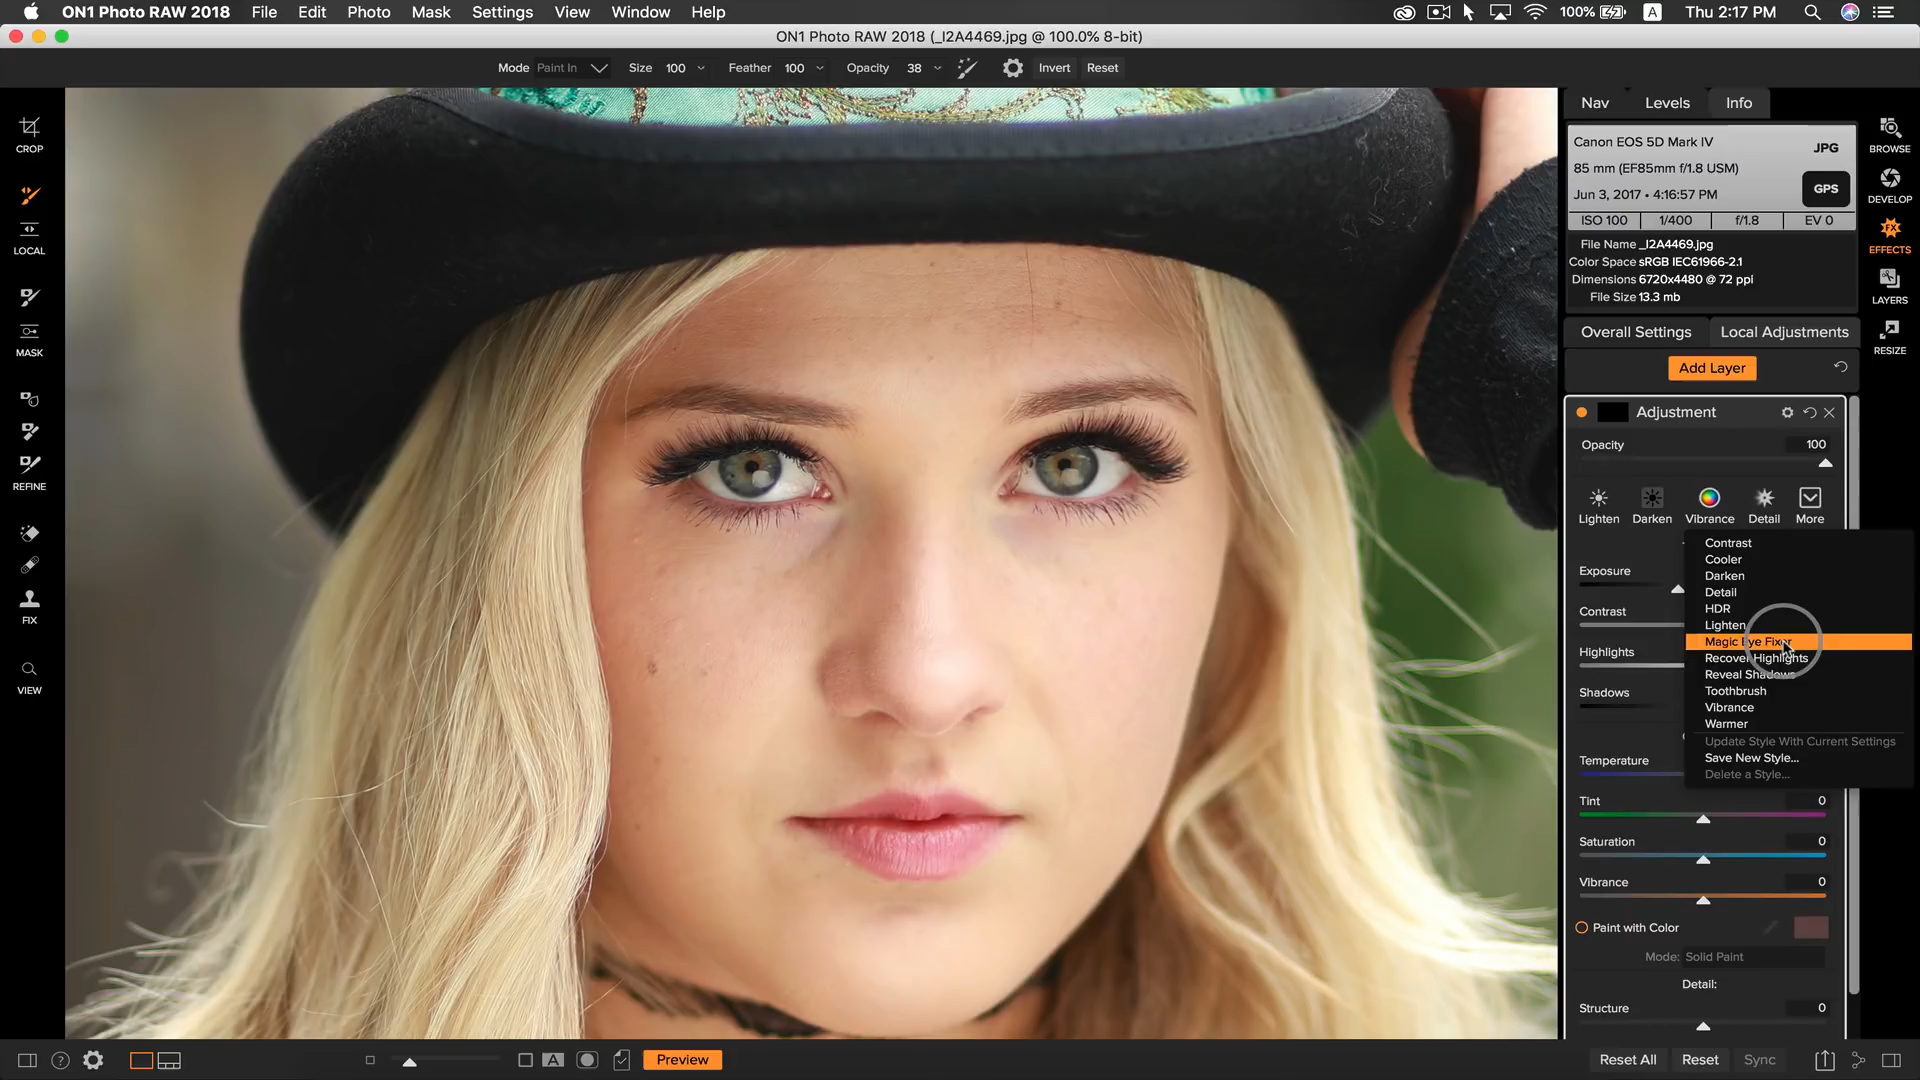 ON1 Photo RAW 2018 File Edit Photo Mask Settings View Window Help 100% A Thu 2:17 PM
ON1 Photo RAW 2018 (_I2A4469.jpg @ 100.0% 8-bit)
Mode Paint In Size 100 Feather 100 Opacity 38 Invert Reset
CROP
LOCAL
MASK
REFINE
FIX
VIEW
Nav Levels Info
Canon EOS 5D Mark IV JPG
85 mm (EF85mm f/1.8 USM)
GPS
Jun 3, 2017 • 4:16:57 PM
ISO 100 1/400 f/1.8 EV 0
File Name _I2A4469.jpg
Color Space sRGB IEC61966-2.1
Dimensions 6720x4480 @ 72 ppi
File Size 13.3 mb
Overall Settings Local Adjustments
Add Layer
Adjustment
Opacity 100
Lighten Darken Vibrance Detail More
Contrast
Cooler
Darken
Detail
HDR
Lighten
Magic Eye Fixer
Recover Highlights
Reveal Shadows
Toothbrush
Vibrance
Warmer
Update Style With Current Settings
Save New Style...
Delete a Style...
Exposure
Contrast
Highlights
Shadows
Temperature
Tint 0
Saturation 0
Vibrance 0
Paint with Color
Mode: Solid Paint
Detail:
Structure 0
BROWSE
DEVELOP
FX
EFFECTS
LAYERS
RESIZE
? A Preview Reset All Reset Sync